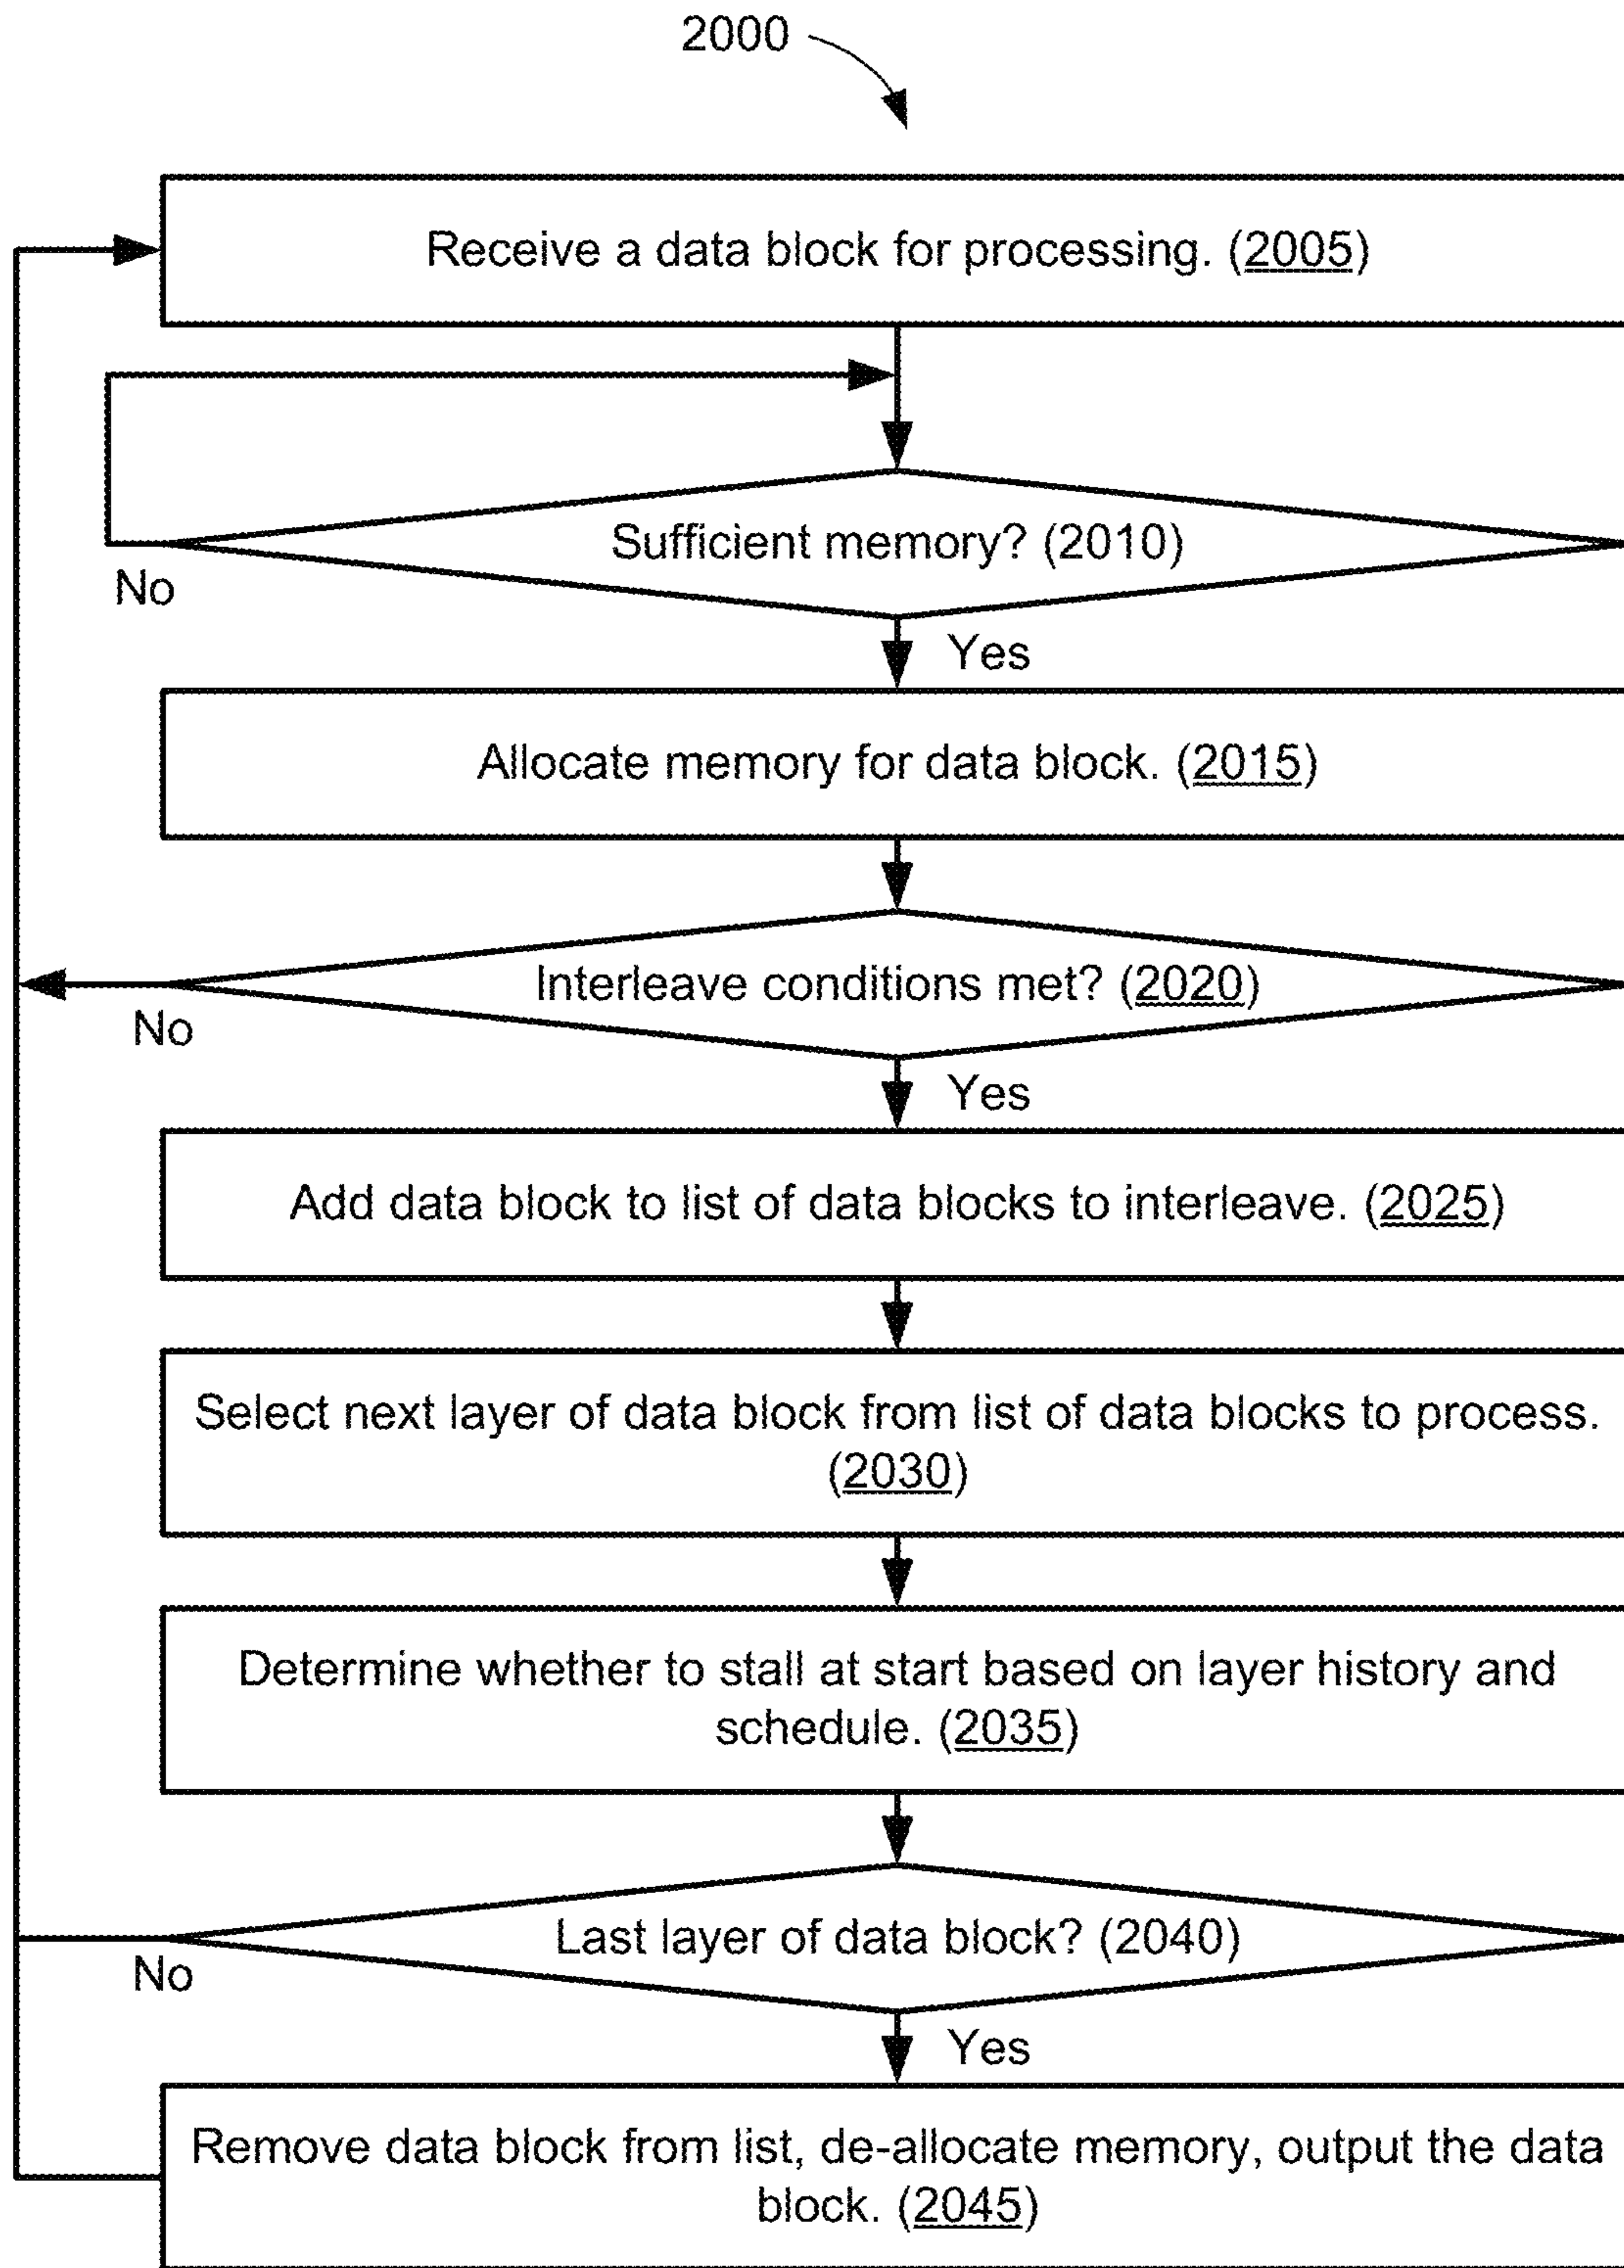 2000
Receive a data block for processing. (2005)
Sufficient memory? (2010)
No
Yes
Allocate memory for data block. (2015)
Interleave conditions met? (2020)
No
Yes
Add data block to list of data blocks to interleave. (2025)
Select next layer of data block from list of data blocks to process.
(2030)
Determine whether to stall at start based on layer history and
schedule. (2035)
Last layer of data block? (2040)
No
Yes
Remove data block from list, de-allocate memory, output the data
block. (2045)